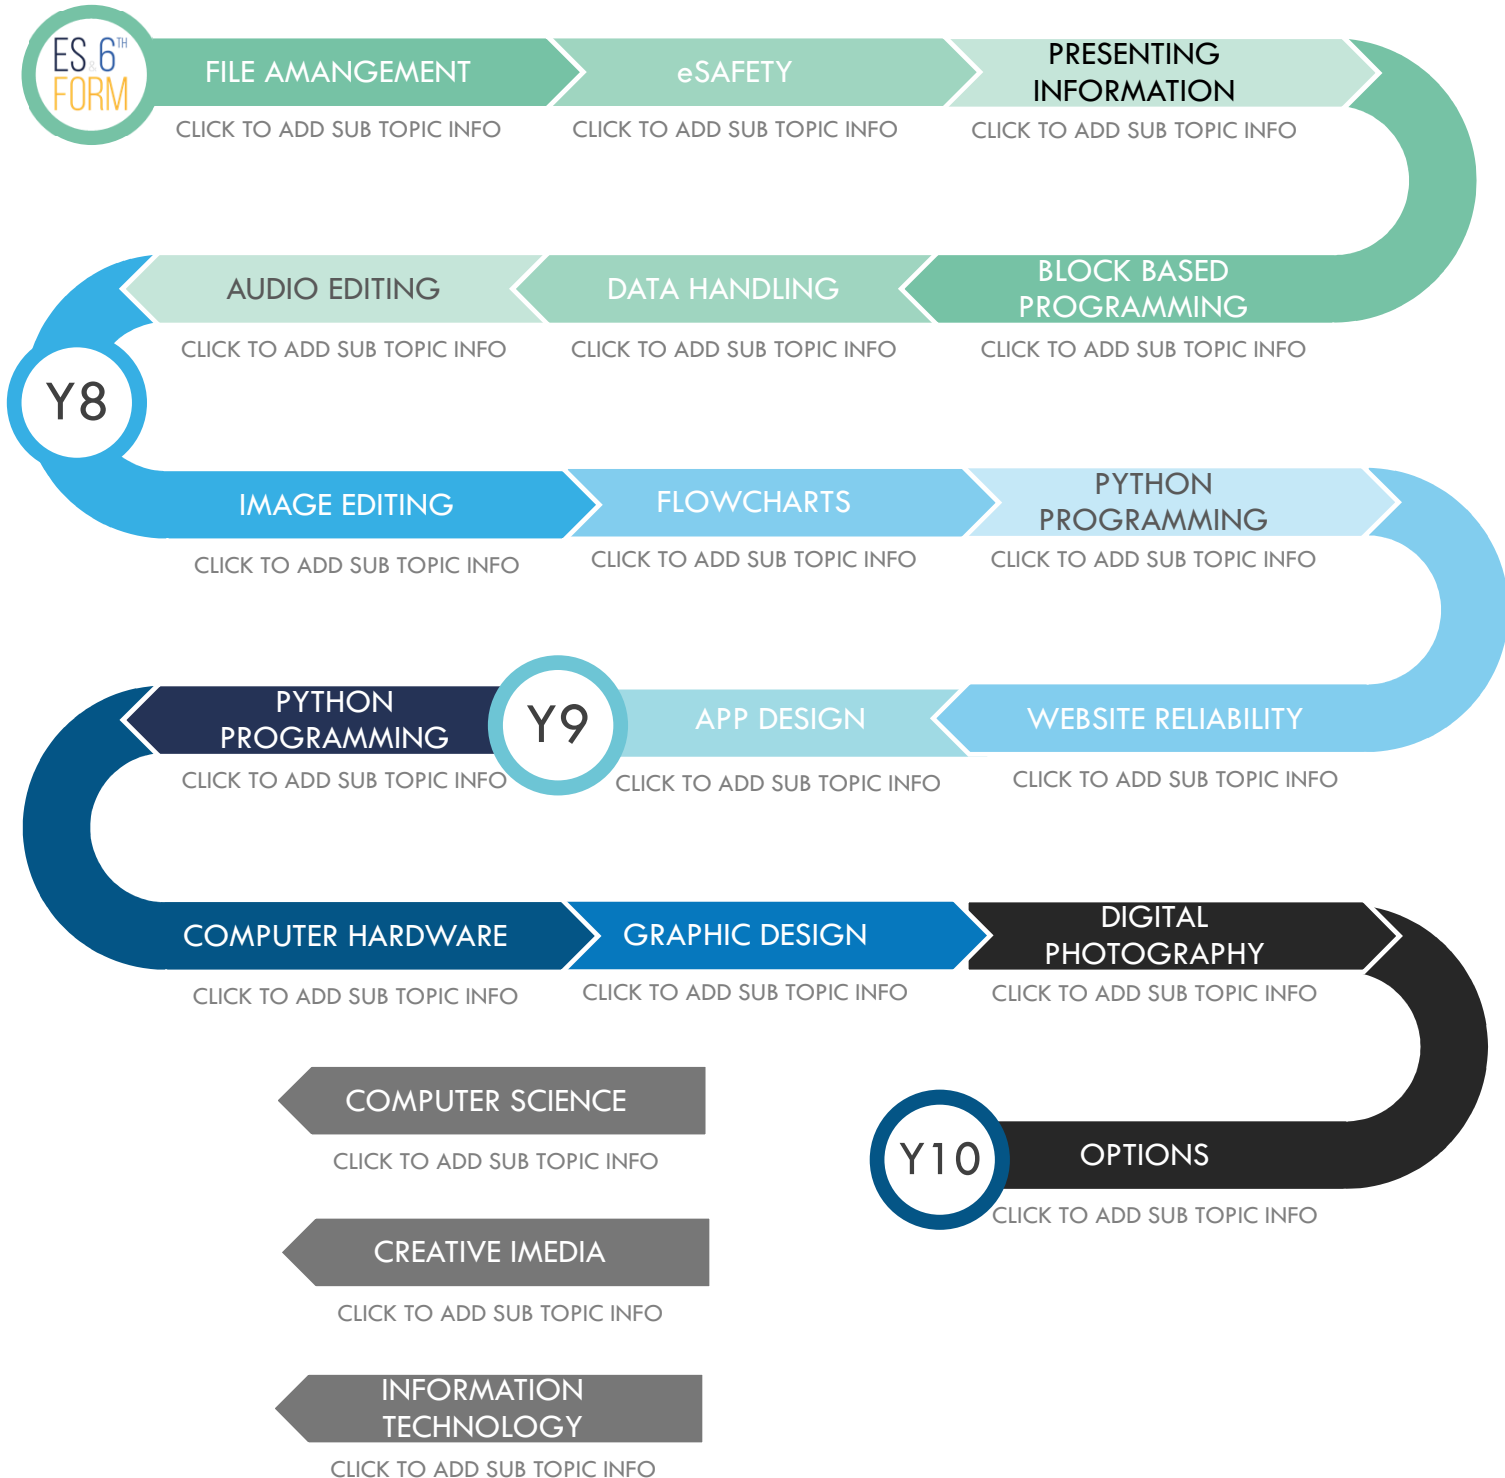 ES & 6TH
FORM
FILE AMANGEMENT
eSAFETY
PRESENTING
INFORMATION
CLICK TO ADD SUB TOPIC INFO
CLICK TO ADD SUB TOPIC INFO
CLICK TO ADD SUB TOPIC INFO
BLOCK BASED
PROGRAMMING
DATA HANDLING
AUDIO EDITING
CLICK TO ADD SUB TOPIC INFO
CLICK TO ADD SUB TOPIC INFO
CLICK TO ADD SUB TOPIC INFO
Y8
IMAGE EDITING
FLOWCHARTS
PYTHON
PROGRAMMING
CLICK TO ADD SUB TOPIC INFO
CLICK TO ADD SUB TOPIC INFO
CLICK TO ADD SUB TOPIC INFO
WEBSITE RELIABILITY
APP DESIGN
Y9
PYTHON
PROGRAMMING
CLICK TO ADD SUB TOPIC INFO
CLICK TO ADD SUB TOPIC INFO
CLICK TO ADD SUB TOPIC INFO
COMPUTER HARDWARE
GRAPHIC DESIGN
DIGITAL
PHOTOGRAPHY
CLICK TO ADD SUB TOPIC INFO
CLICK TO ADD SUB TOPIC INFO
CLICK TO ADD SUB TOPIC INFO
OPTIONS
Y10
CLICK TO ADD SUB TOPIC INFO
COMPUTER SCIENCE
CLICK TO ADD SUB TOPIC INFO
CREATIVE IMEDIA
CLICK TO ADD SUB TOPIC INFO
INFORMATION
TECHNOLOGY
CLICK TO ADD SUB TOPIC INFO